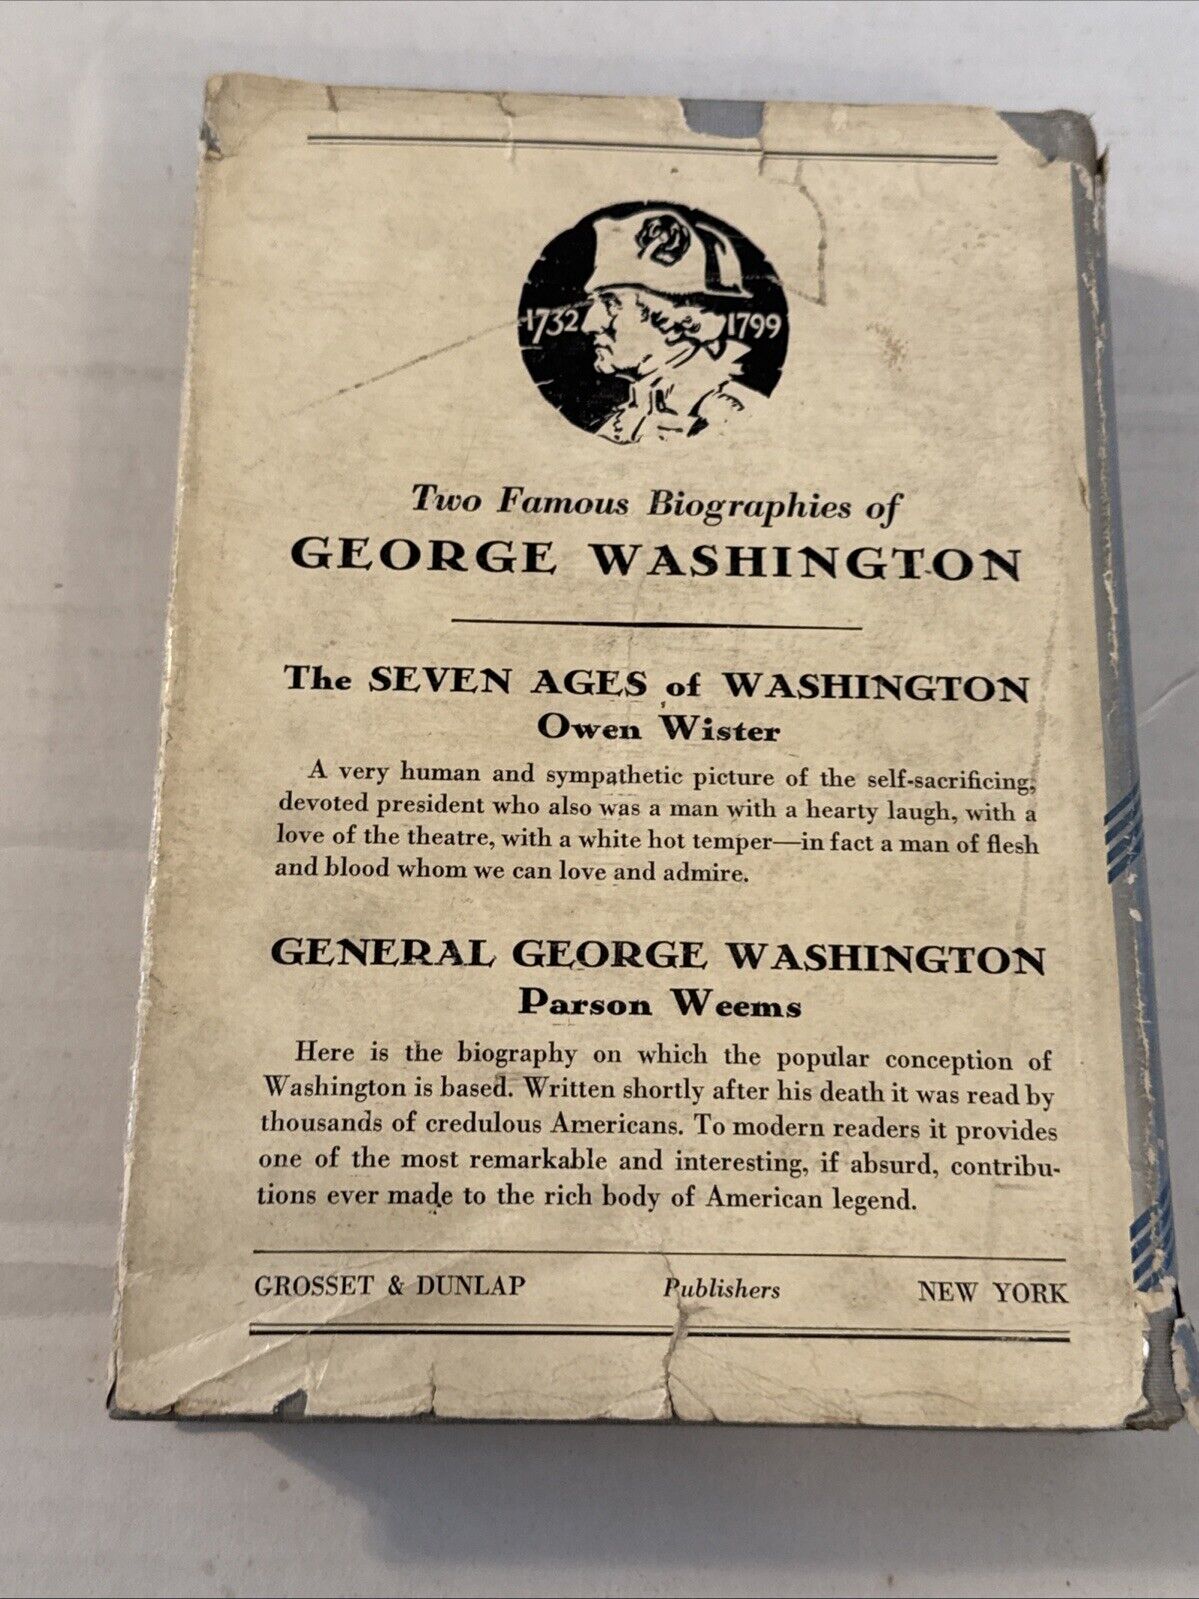 1732 1799
Two Famous Biographies of
GEORGE WASHINGTON
The SEVEN AGES of WASHINGTON
Owen Wister
A very human and sympathetic picture of the self-sacrificing,
devoted president who also was a man with a hearty laugh, with a
love of the theatre, with a white hot temper—in fact a man of flesh
and blood whom we can love and admire.
GENERAL GEORGE WASHINGTON
Parson Weems
Here is the biography on which the popular conception of
Washington is based. Written shortly after his death it was read by
thousands of credulous Americans. To modern readers it provides
one of the most remarkable and interesting, if absurd, contribu-
tions ever made to the rich body of American legend.
GROSSET & DUNLAP Publishers NEW YORK